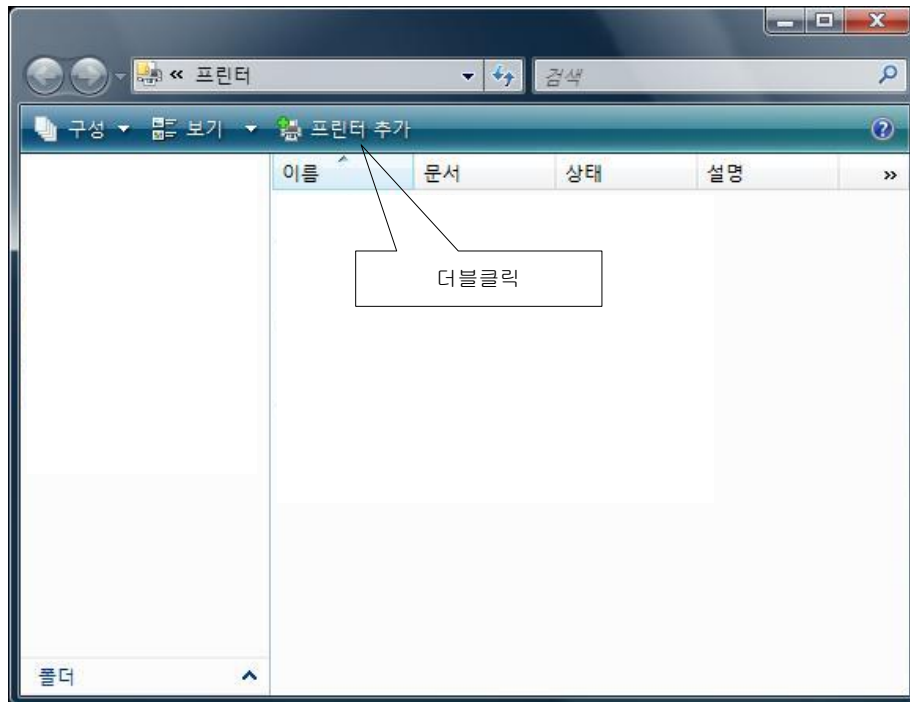 « 프린터
검색
구성 보기 프린터 추가
이름 문서 상태 설명 »
더블클릭
폴더